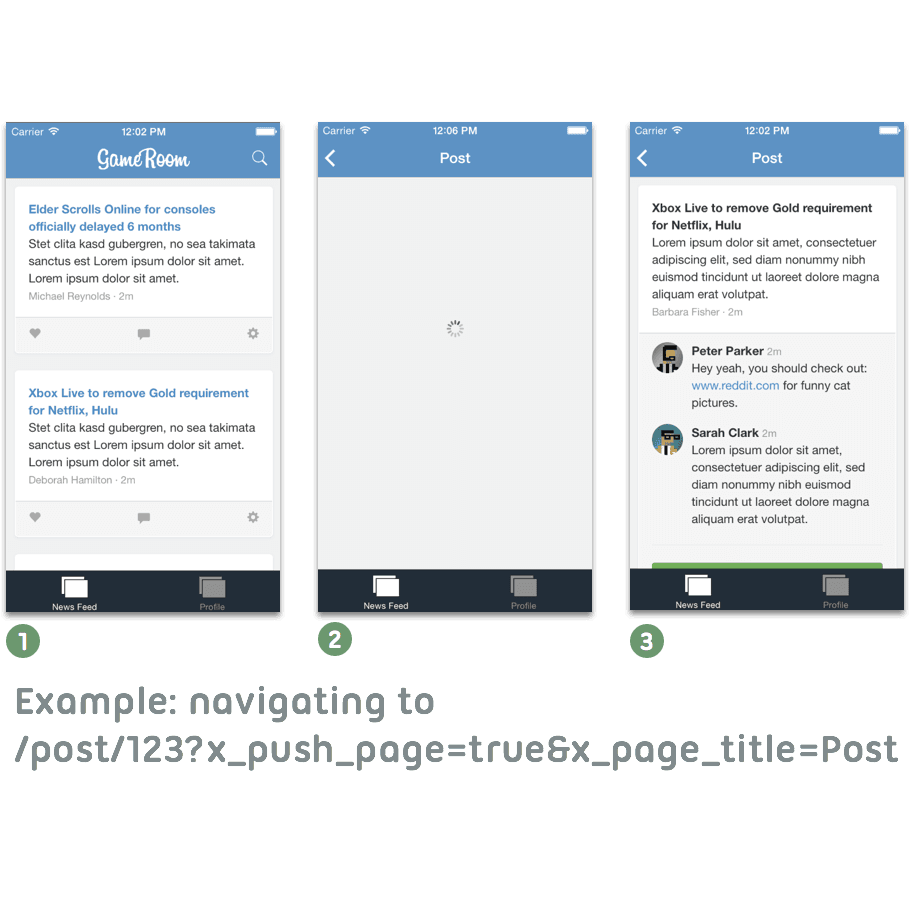 Carrier 12:02 PM
GameRoom
Elder Scrolls Online for consoles
officially delayed 6 months
Stet clita kasd gubergren, no sea takimata
sanctus est Lorem ipsum dolor sit amet.
Lorem ipsum dolor sit amet.
Michael Reynolds · 2m
Xbox Live to remove Gold requirement
for Netflix, Hulu
Stet clita kasd gubergren, no sea takimata
sanctus est Lorem ipsum dolor sit amet.
Lorem ipsum dolor sit amet.
Deborah Hamilton · 2m
News Feed Profile
1
Carrier 12:06 PM
Post
News Feed Profile
2
Carrier 12:02 PM
Post
Xbox Live to remove Gold requirement
for Netflix, Hulu
Lorem ipsum dolor sit amet, consectetuer
adipiscing elit, sed diam nonummy nibh
euismod tincidunt ut laoreet dolore magna
aliquam erat volutpat.
Barbara Fisher · 2m
Peter Parker 2m
Hey yeah, you should check out:
www.reddit.com for funny cat
pictures.
Sarah Clark 2m
Lorem ipsum dolor sit amet,
consectetuer adipiscing elit, sed
diam nonummy nibh euismod
tincidunt ut laoreet dolore magna
aliquam erat volutpat.
News Feed Profile
3
Example: navigating to
/post/123?x_push_page=true&x_page_title=Post